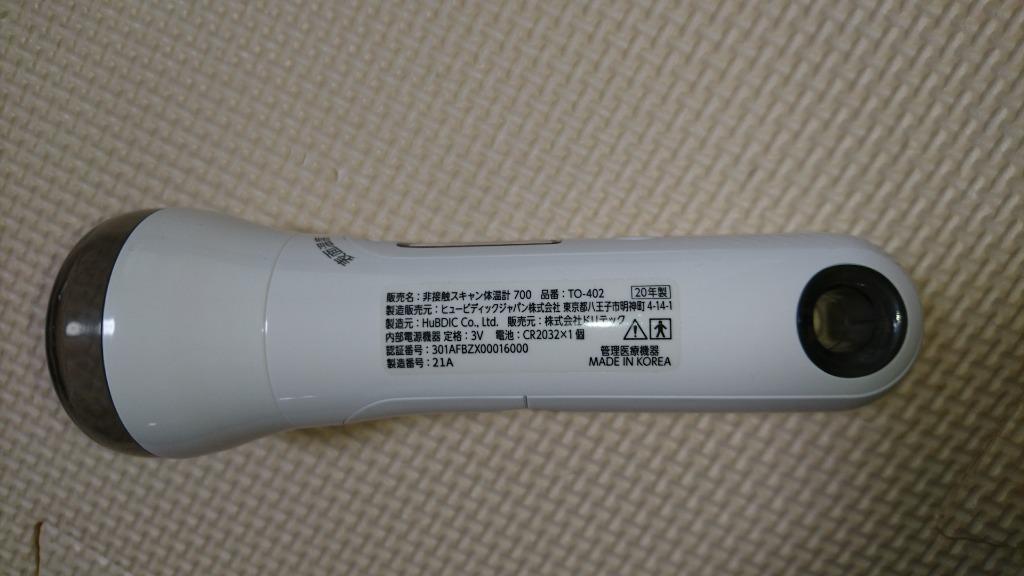 販売名：非接触スキャン体温計 700 品番：TO-402 20年製
製造販売元：ヒュービディックジャパン株式会社 東京都八王子市明神町 4-14-1
製造元：HuBDIC Co., Ltd. 販売元：株式会社ドリテック
内部電源機器 定格：3V 電池：CR2032×1個
認証番号：301AFBZX00016000 管理医療機器
製造番号：21A MADE IN KOREA